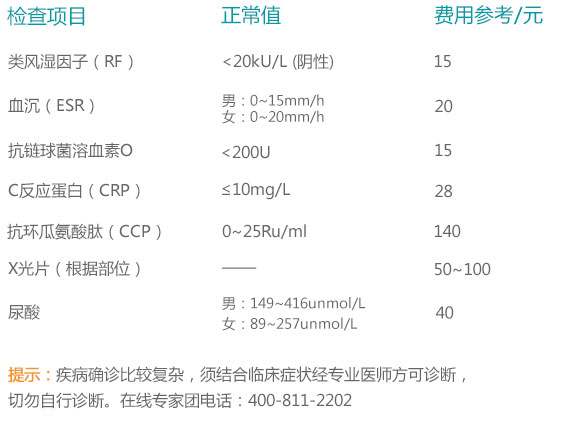 检查项目 正常值 费用参考/元
类风湿因子（RF） <20kU/L (阴性) 15
血沉（ESR） 男：0~15mm/h 20
女：0~20mm/h
抗链球菌溶血素O <200U 15
C反应蛋白（CRP） ≤10mg/L 28
抗环瓜氨酸肽（CCP） 0~25Ru/ml 140
X光片（根据部位） —— 50~100
尿酸 男：149~416unmol/L 40
女：89~257unmol/L
提示：疾病确诊比较复杂，须结合临床症状经专业医师方可诊断，
切勿自行诊断。在线专家团电话：400-811-2202